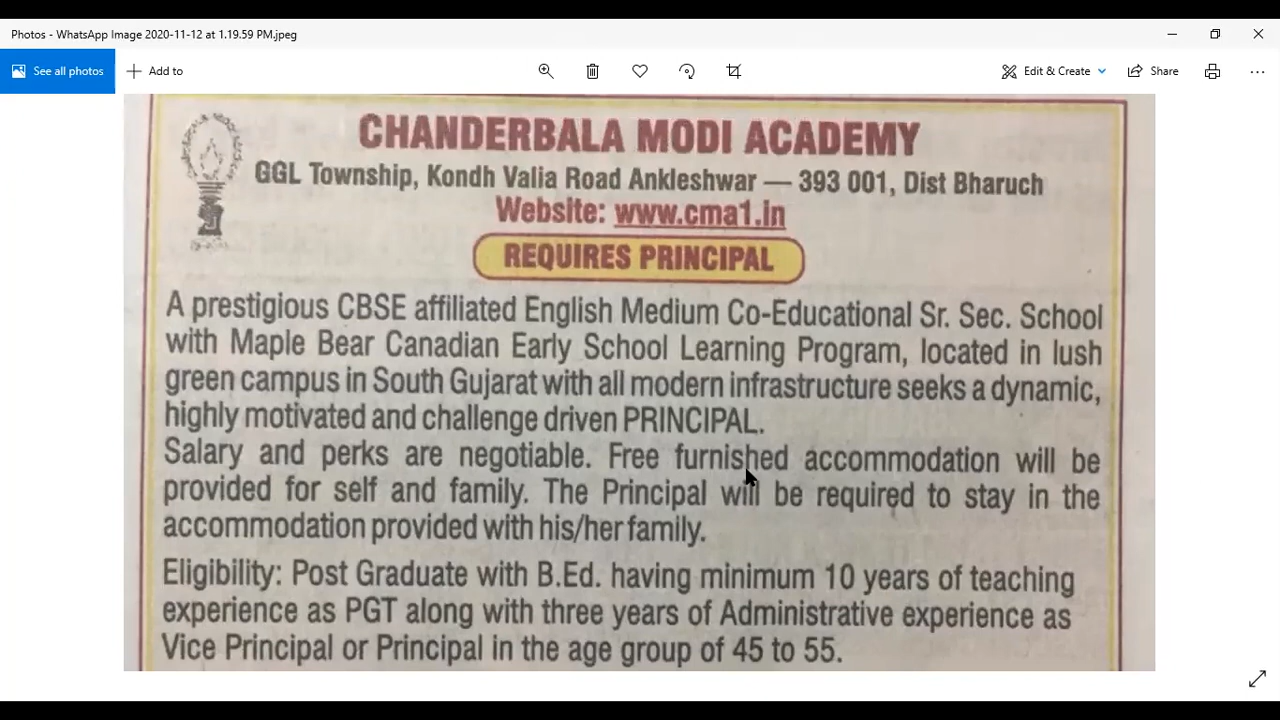 Photos - WhatsApp Image 2020-11-12 at 1.19.59 PM.jpeg
See all photos
Add to
Edit & Create
Share
CHANDERBALA MODI ACADEMY
GGL Township, Kondh Valia Road Ankleshwar — 393 001, Dist Bharuch
Website: www.cma1.in
REQUIRES PRINCIPAL
A prestigious CBSE affiliated English Medium Co-Educational Sr. Sec. School
with Maple Bear Canadian Early School Learning Program, located in lush
green campus in South Gujarat with all modern infrastructure seeks a dynamic,
highly motivated and challenge driven PRINCIPAL.
Salary and perks are negotiable. Free furnished accommodation will be
provided for self and family. The Principal will be required to stay in the
accommodation provided with his/her family.
Eligibility: Post Graduate with B.Ed. having minimum 10 years of teaching
experience as PGT along with three years of Administrative experience as
Vice Principal or Principal in the age group of 45 to 55.